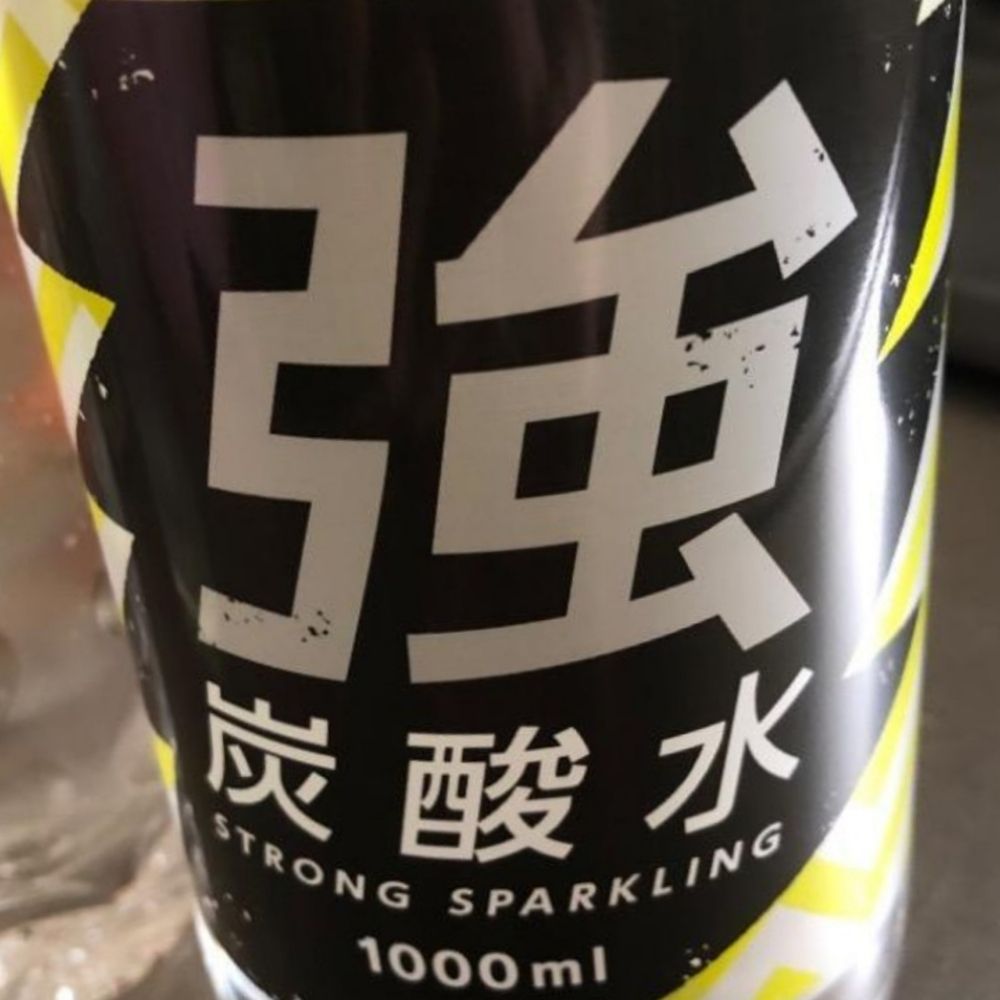 強
炭酸水
STRONG SPARKLING
1000ml